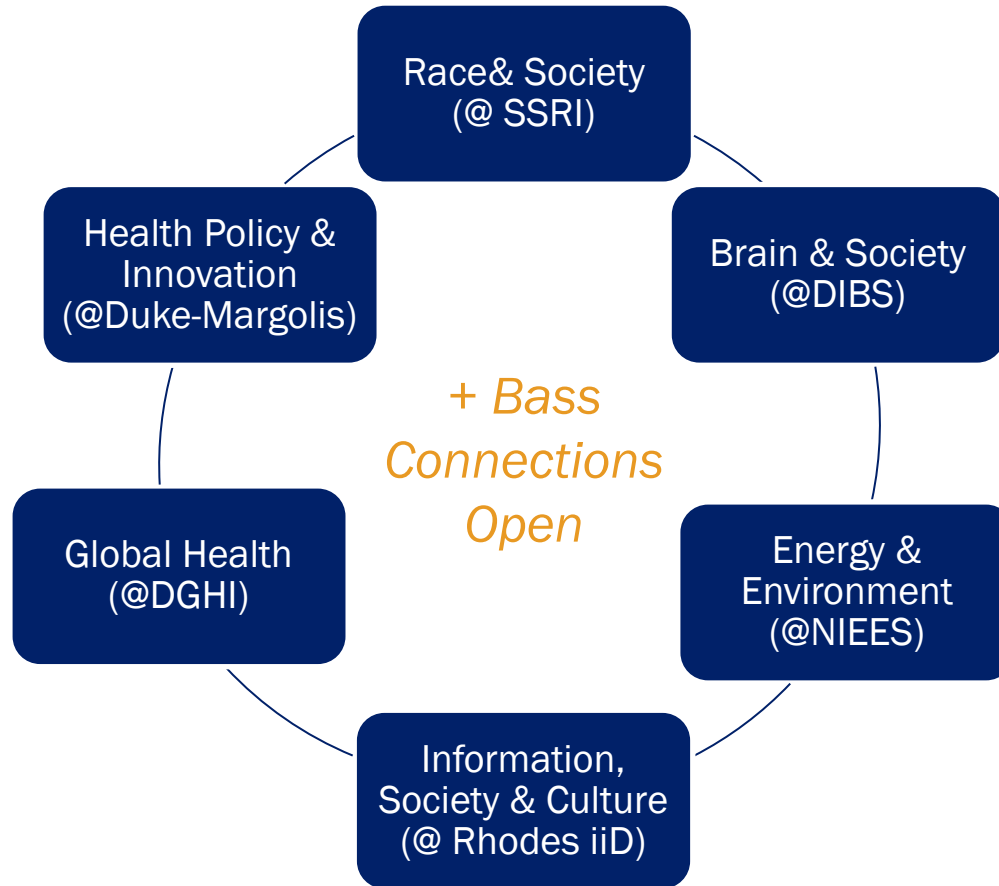 Race& Society
(@ SSRI)
Health Policy &
Innovation
(@Duke-Margolis)
Brain & Society
(@DIBS)
+ Bass
Connections
Open
Global Health
(@DGHI)
Energy &
Environment
(@NIEES)
Information,
Society & Culture
(@ Rhodes iiD)